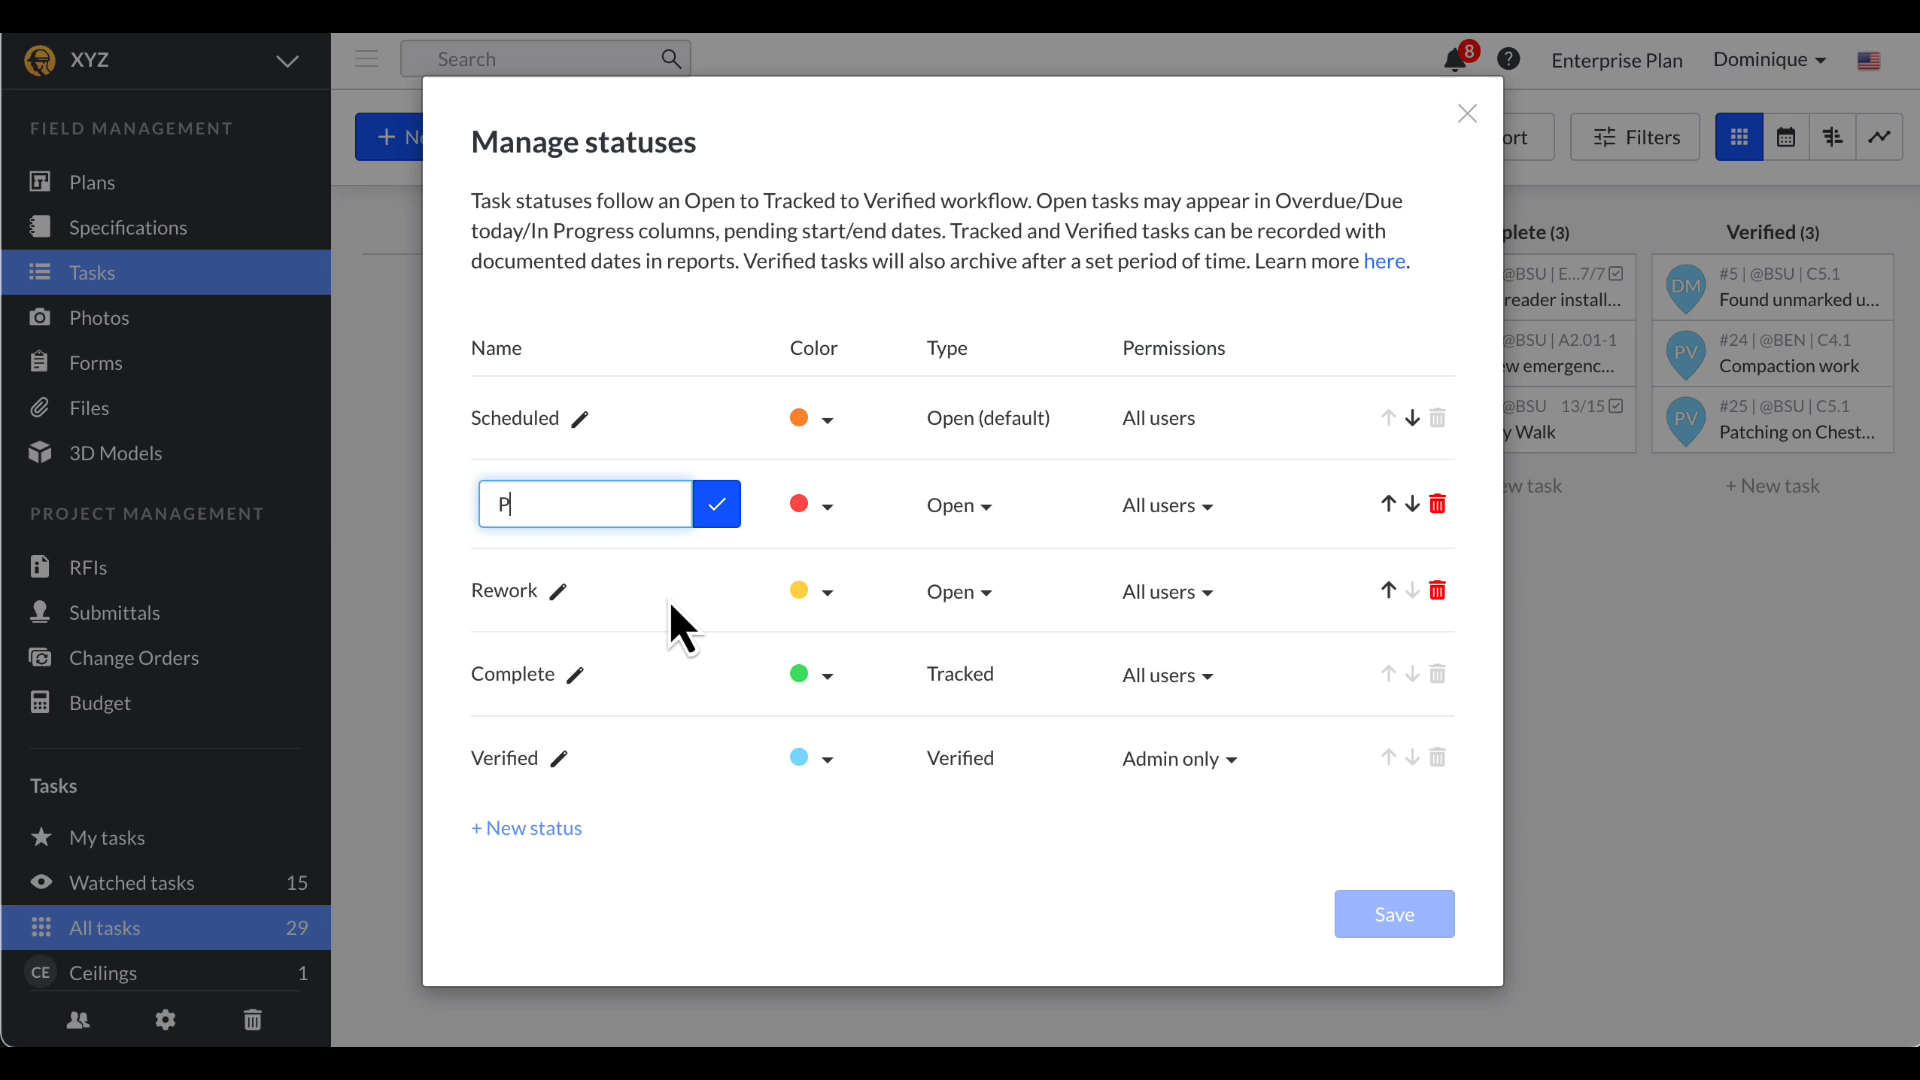 XYZ
FIELD MANAGEMENT
Plans
Specifications
Tasks
Photos
Forms
Files
3D Models
PROJECT MANAGEMENT
RFIs
Submittals
Change Orders
Budget
Tasks
My tasks
Watched tasks 15
All tasks 29
CE Ceilings 1
Search
8
? Enterprise Plan Dominique
+ Ne
ort
Filters
Manage statuses
Task statuses follow an Open to Tracked to Verified workflow. Open tasks may appear in Overdue/Due
today/In Progress columns, pending start/end dates. Tracked and Verified tasks can be recorded with
documented dates in reports. Verified tasks will also archive after a set period of time. Learn more here.
Name Color Type Permissions
Scheduled Open (default) All users
P Open All users
Rework Open All users
Complete Tracked All users
Verified Verified Admin only
+ New status
Save
plete (3)
@BSU | E...7/7
reader install...
@BSU | A2.01-1
ew emergenc...
@BSU 13/15
y Walk
ew task
Verified (3)
DM #5 | @BSU | C5.1
Found unmarked u...
PV #24 | @BEN | C4.1
Compaction work
PV #25 | @BSU | C5.1
Patching on Chest...
+ New task